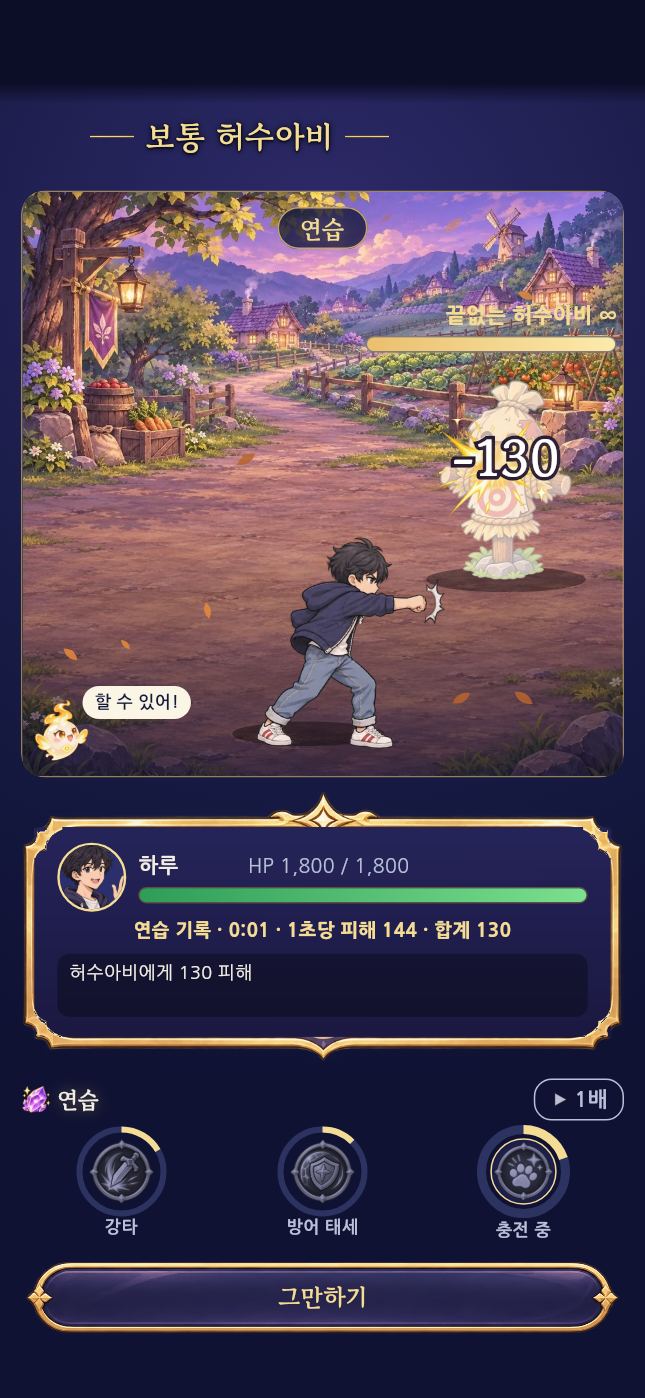 보통 허수아비
연습
끝없는 허수아비 ∞
-130
할 수 있어!
하루
HP 1,800 / 1,800
연습 기록 · 0:01 · 1초당 피해 144 · 합계 130
허수아비에게 130 피해
연습
▶ 1배
강타
방어 태세
충전 중
그만하기